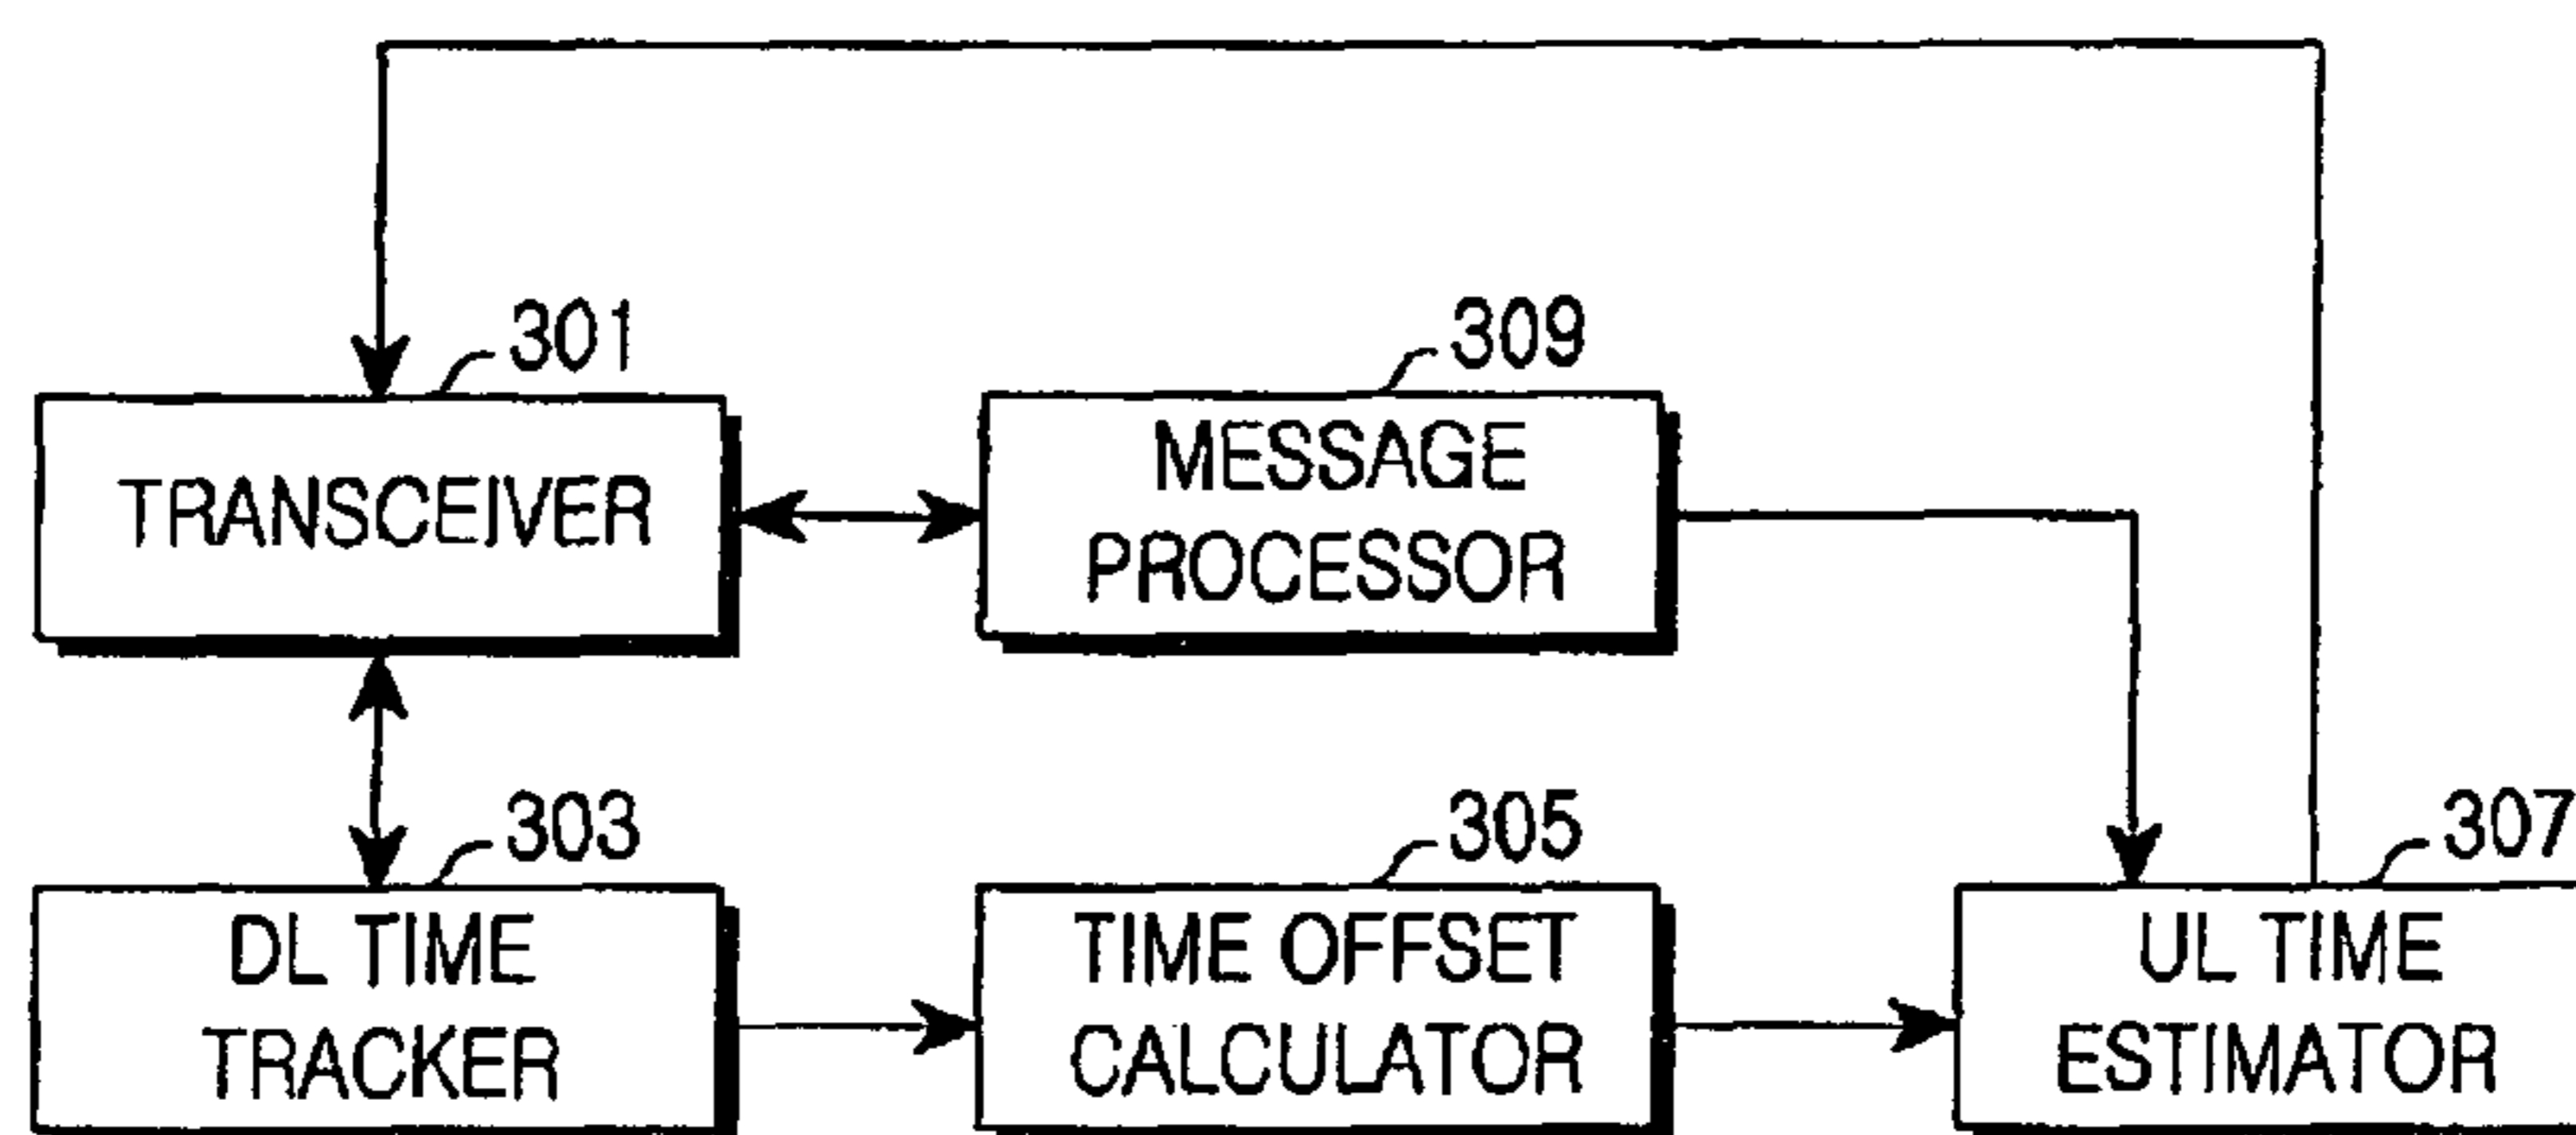 301
TRANSCEIVER
309
MESSAGE
PROCESSOR
303
DL TIME
TRACKER
305
TIME OFFSET
CALCULATOR
307
UL TIME
ESTIMATOR